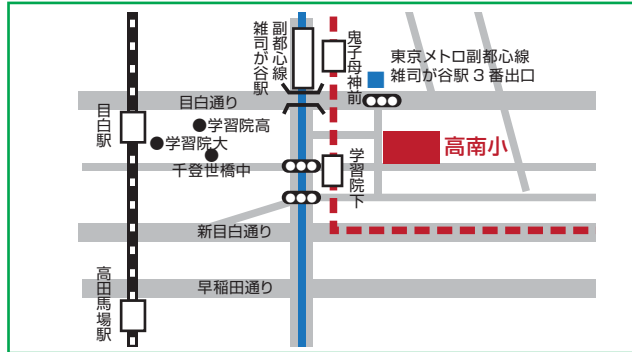 副都心線
雑司が谷駅
鬼子母神前
東京メトロ副都心線
雑司が谷駅3番出口
目白通り
目白駅
学習院高
学習院大
千登世橋中
学習院下
高南小
新目白通り
高田馬場駅
早稲田通り